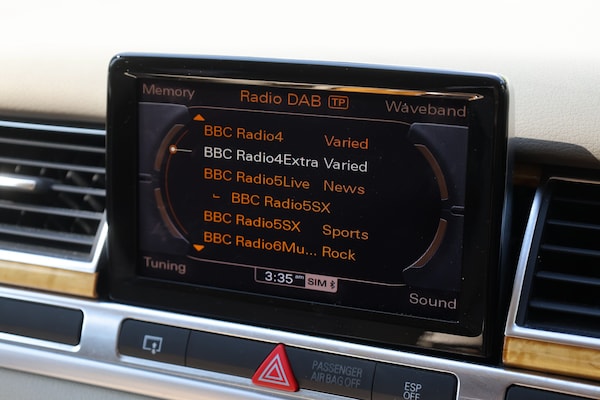 Memory
Radio DAB TP
Waveband
BBC Radio4 Varied
BBC Radio4Extra Varied
BBC Radio5Live News
BBC Radio5SX
BBC Radio5SX Sports
BBC Radio6Mu... Rock
Tuning
3:35 am SIM
Sound
PASSENGER
AIRBAG OFF
ESP
OFF